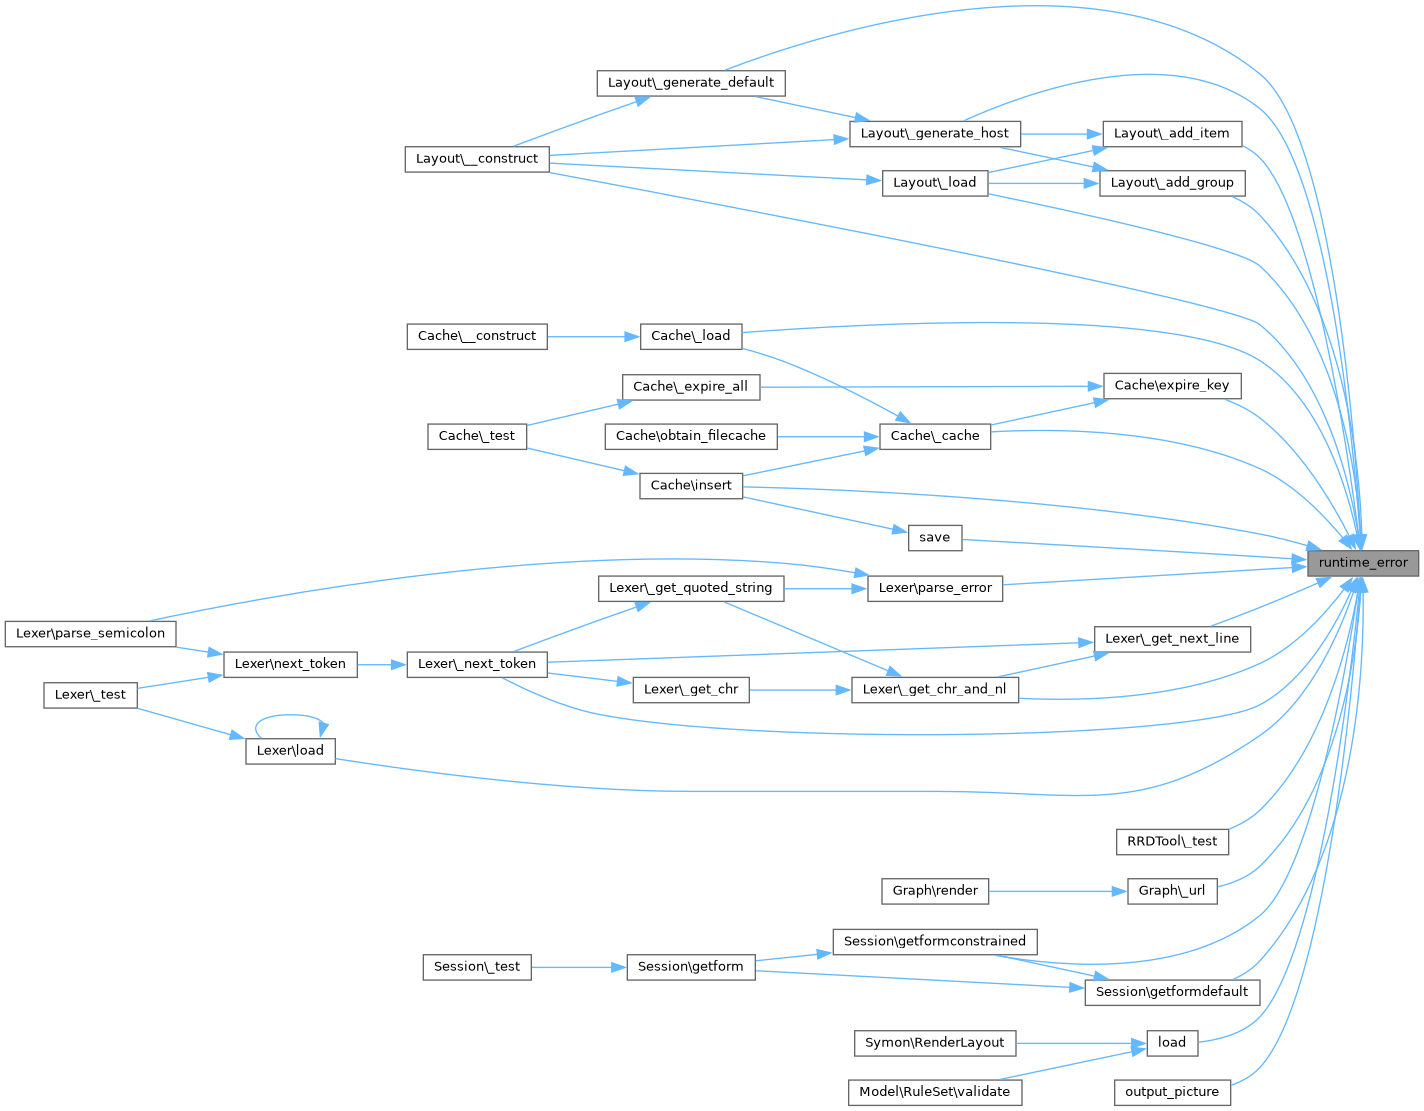 Layout\_generate_default
Layout\_generate_host
Layout\_add_item
Layout\__construct
Layout\_load
Layout\_add_group
Cache\__construct
Cache\_load
Cache\_expire_all
Cache\expire_key
Cache\_test
Cache\obtain_filecache
Cache\_cache
Cache\insert
save
runtime_error
Lexer\_get_quoted_string
Lexer\parse_error
Lexer\parse_semicolon
Lexer\_get_next_line
Lexer\next_token
Lexer\_next_token
Lexer\_test
Lexer\_get_chr
Lexer\_get_chr_and_nl
Lexer\load
RRDTool\_test
Graph\render
Graph\_url
Session\getformconstrained
Session\_test
Session\getform
Session\getformdefault
Symon\RenderLayout
load
Model\RuleSet\validate
output_picture